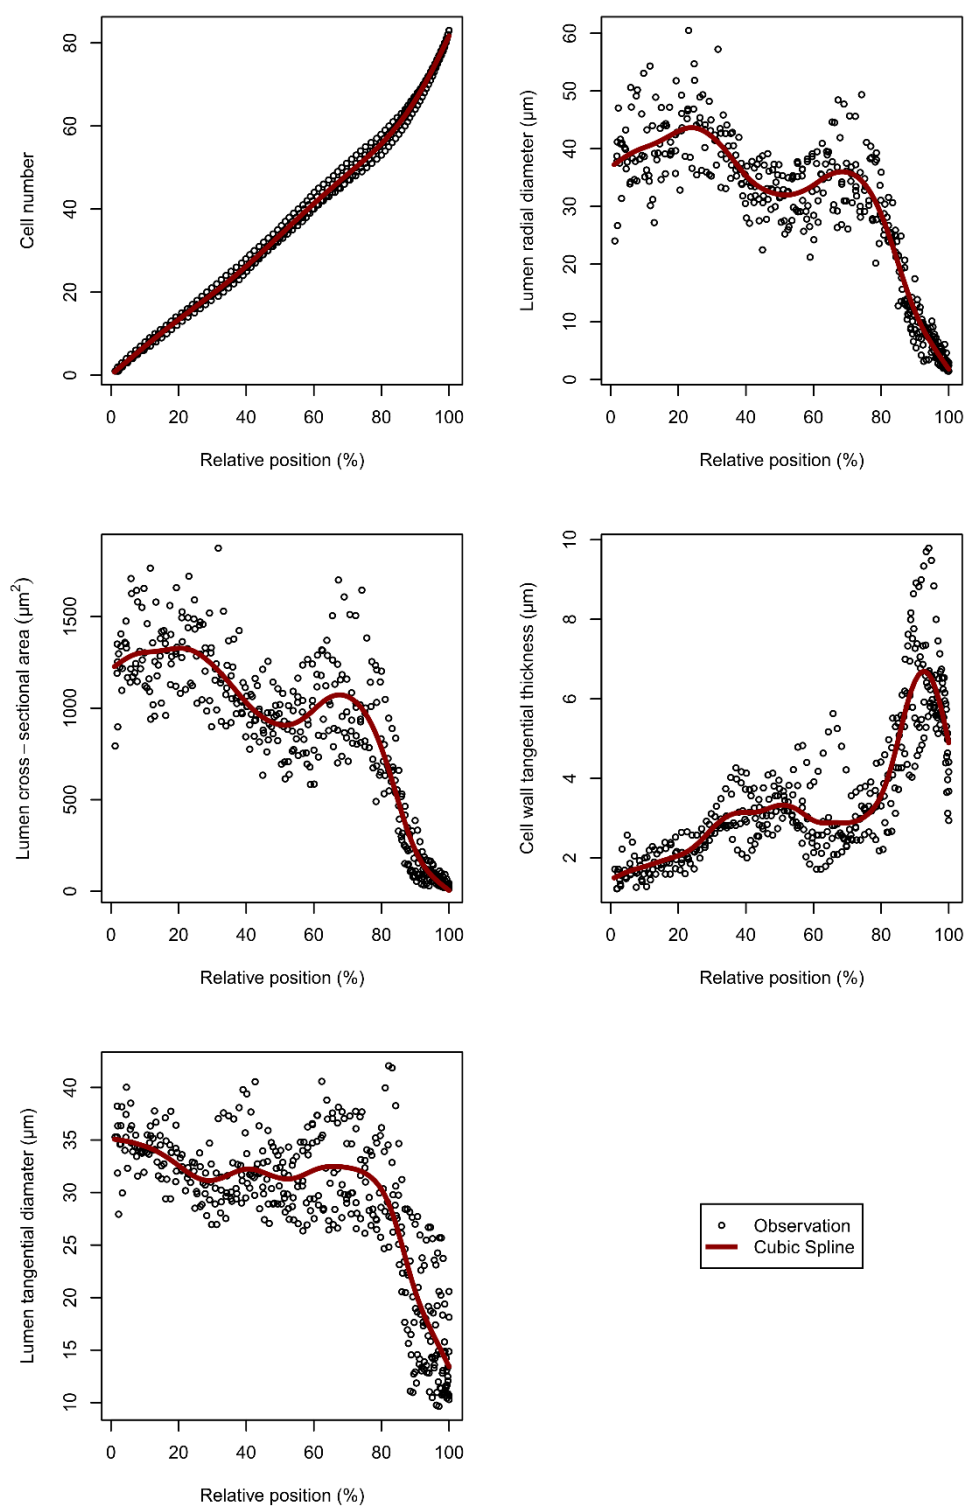 Cell number
0 20 40 60 80
0 20 40 60 80 100
Relative position (%)
Lumen radial diameter (µm)
0 10 20 30 40 50 60
0 20 40 60 80 100
Relative position (%)
Lumen cross−sectional area (µm²)
0 500 1000 1500
0 20 40 60 80 100
Relative position (%)
Cell wall tangential thickness (µm)
2 4 6 8 10
0 20 40 60 80 100
Relative position (%)
Lumen tangential diamater (µm)
10 15 20 25 30 35 40
0 20 40 60 80 100
Relative position (%)
Observation
Cubic Spline